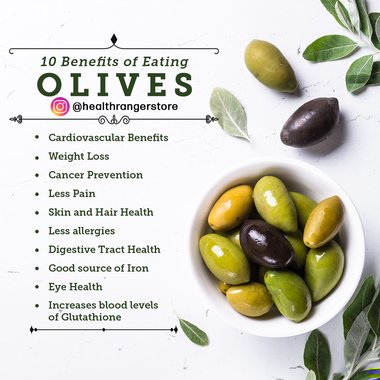 10 Benefits of Eating
OLIVES
@healthrangerstore
• Cardiovascular Benefits
• Weight Loss
• Cancer Prevention
• Less Pain
• Skin and Hair Health
• Less allergies
• Digestive Tract Health
• Good source of Iron
• Eye Health
• Increases blood levels
of Glutathione